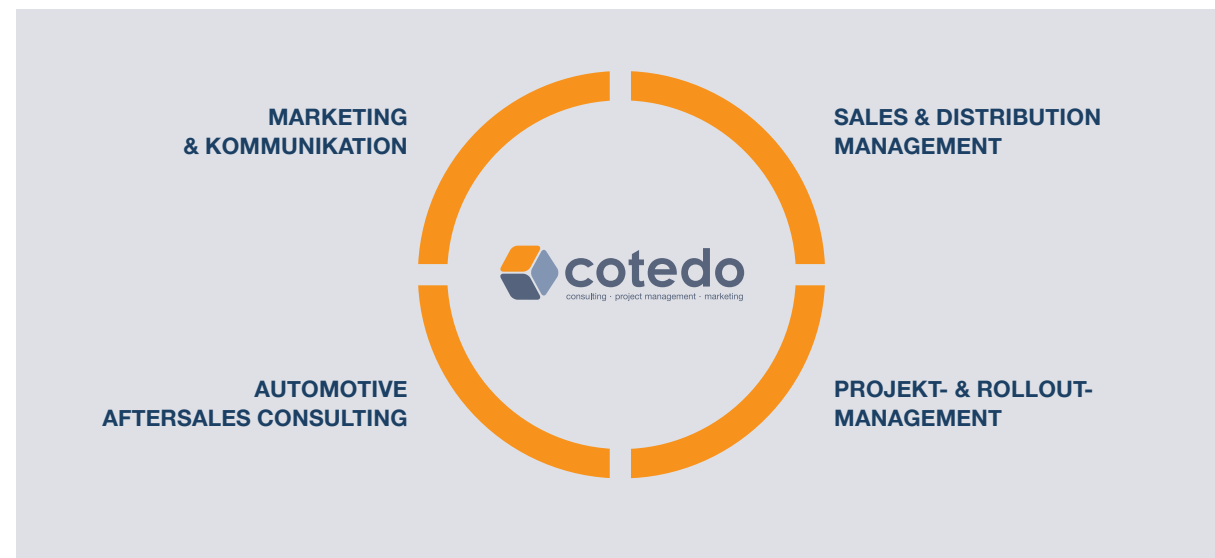 MARKETING
& KOMMUNIKATION
SALES & DISTRIBUTION
MANAGEMENT
cotedo
consulting · project management · marketing
AUTOMOTIVE
AFTERSALES CONSULTING
PROJEKT- & ROLLOUT-
MANAGEMENT